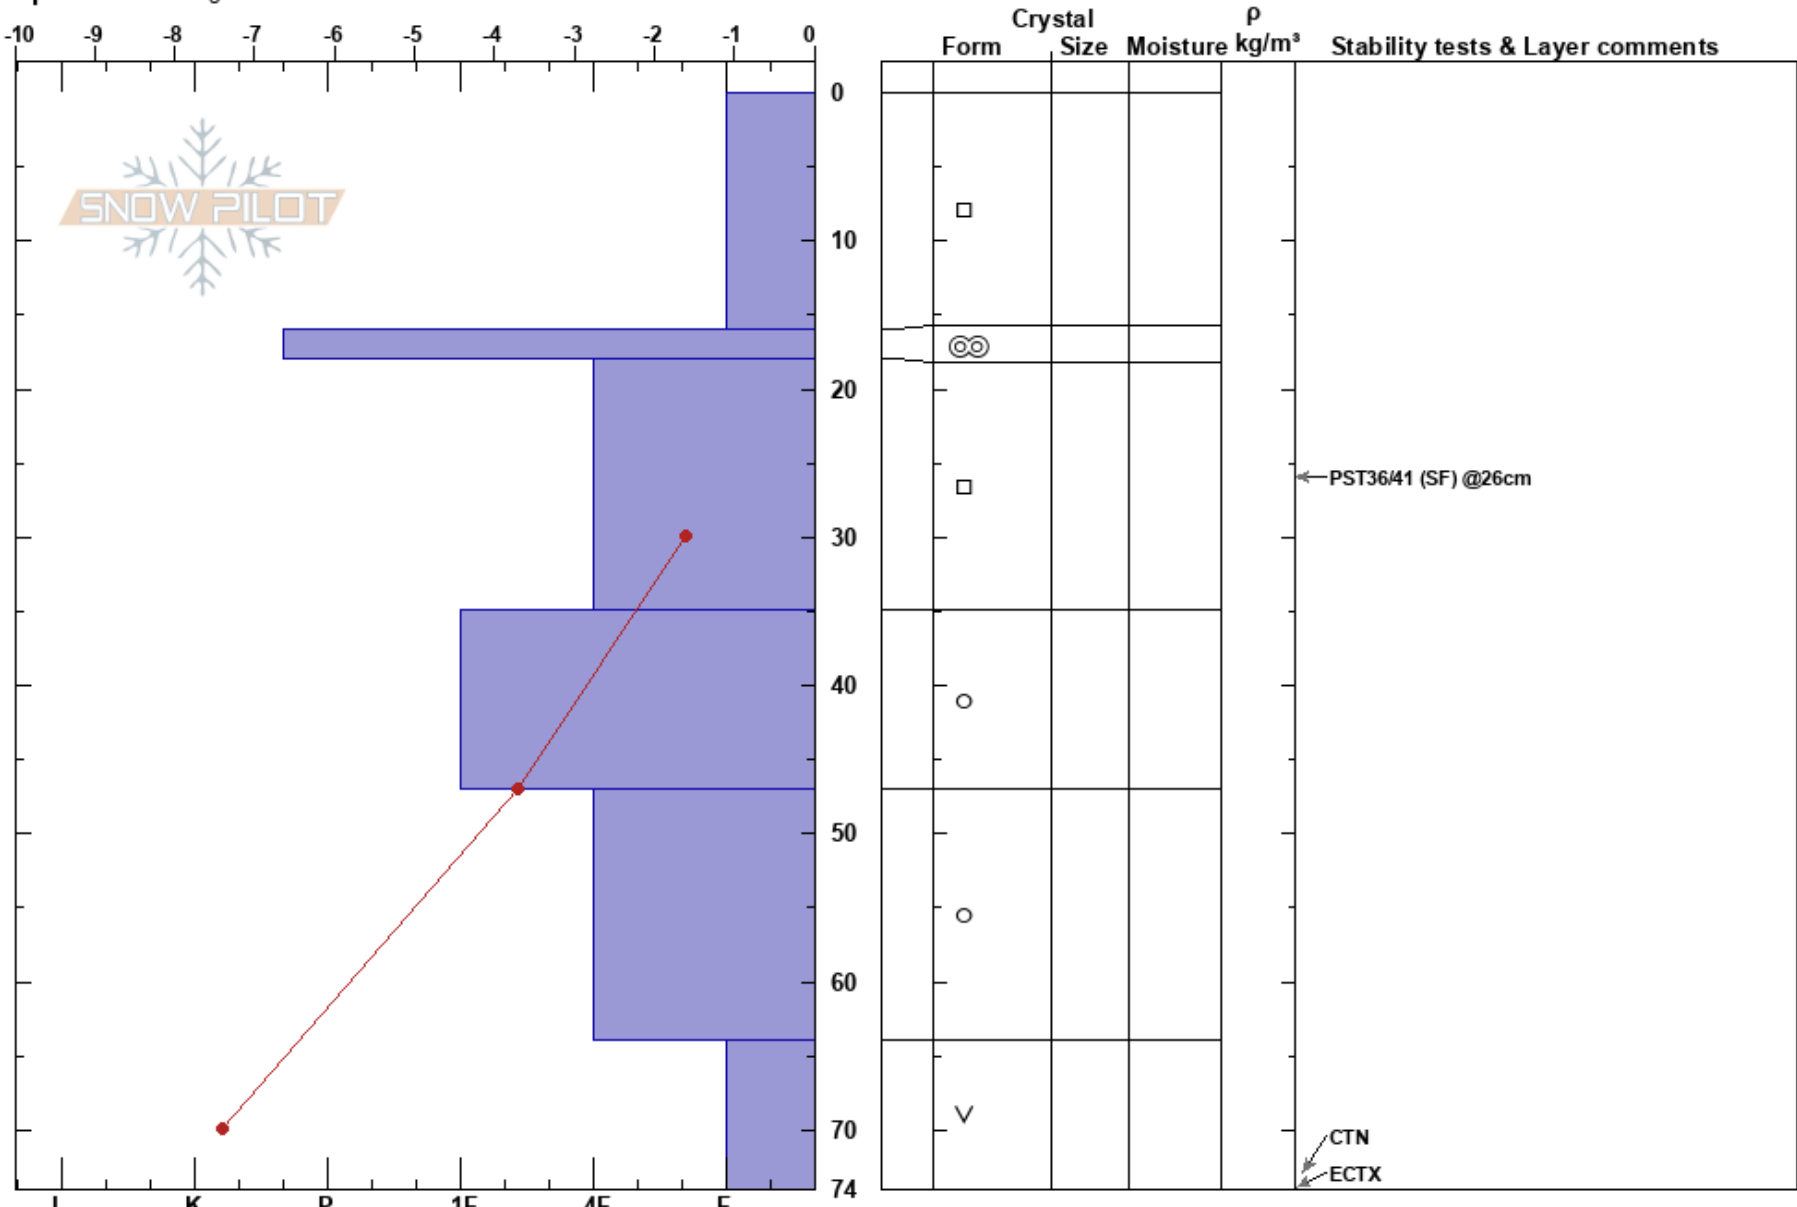 Crystal ρ
-10 -9 -8 -7 -6 -5 -4 -3 -2 -1 0
Form Size Moisture kg/m³ Stability tests & Layer comments
0
SNOW PILOT
10
20
PST36/41 (SF) @26cm
30
40
50
60
70
CTN
ECTX
74
I K P 1F 4F F